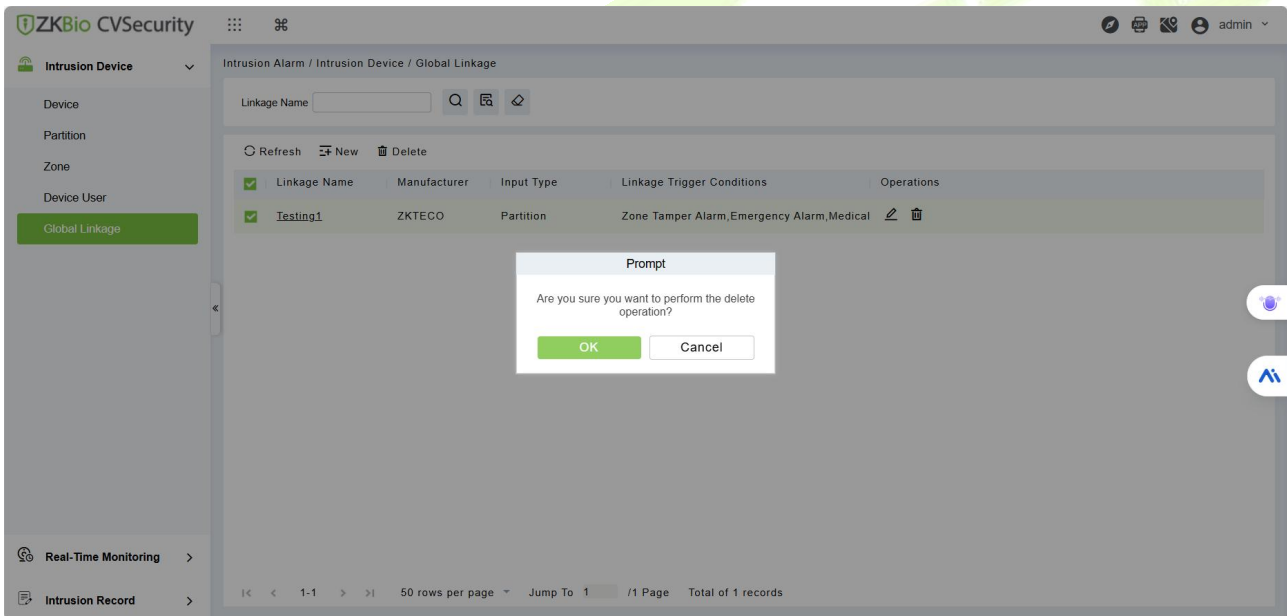 ZKBio CVSecurity
admin
Intrusion Device
Device
Partition
Zone
Device User
Global Linkage
Real-Time Monitoring
Intrusion Record
Intrusion Alarm / Intrusion Device / Global Linkage
Linkage Name
Refresh New Delete
Linkage Name Manufacturer Input Type Linkage Trigger Conditions Operations
Testing1 ZKTECO Partition Zone Tamper Alarm,Emergency Alarm,Medical
Prompt
Are you sure you want to perform the delete
operation?
OK Cancel
1-1 50 rows per page Jump To 1 /1 Page Total of 1 records